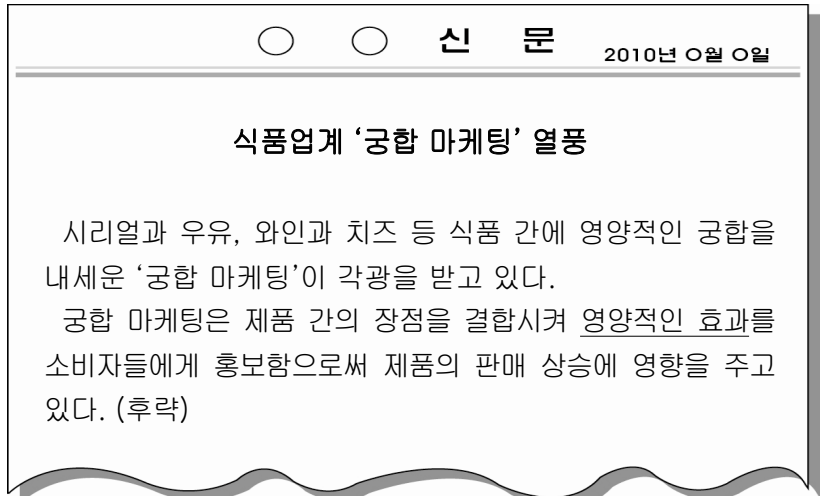 ○ ○ 신 문 2010년 ○월 ○일
식품업계 ‘궁합 마케팅’ 열풍
시리얼과 우유, 와인과 치즈 등 식품 간에 영양적인 궁합을
내세운 ‘궁합 마케팅’이 각광을 받고 있다.
궁합 마케팅은 제품 간의 장점을 결합시켜 영양적인 효과를
소비자들에게 홍보함으로써 제품의 판매 상승에 영향을 주고
있다. (후략)